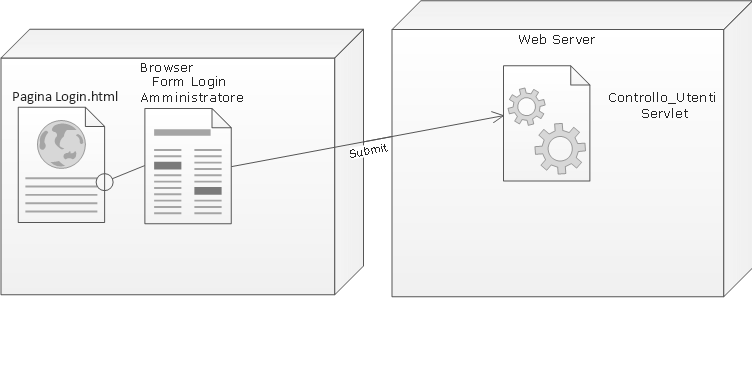 Browser
Form Login
Amministratore
Pagina Login.html
Submit
Web Server
Controllo_Utenti
Servlet